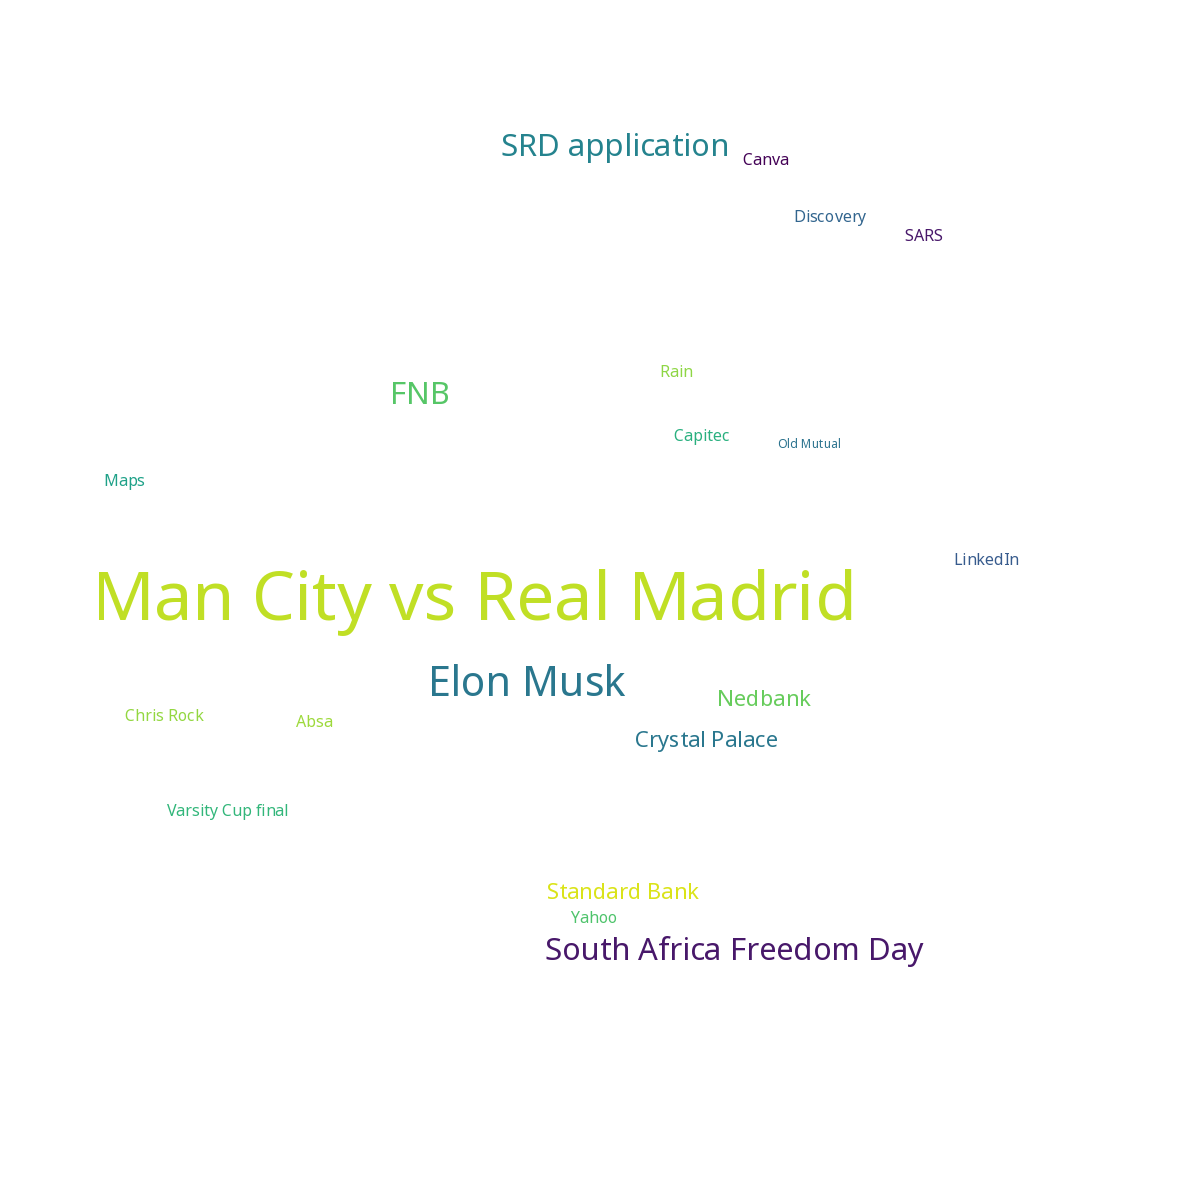 SRD application
Canva
Discovery
SARS
Rain
FNB
Capitec
Old Mutual
Maps
LinkedIn
Man City vs Real Madrid
Elon Musk
Nedbank
Chris Rock
Absa
Crystal Palace
Varsity Cup final
Standard Bank
Yahoo
South Africa Freedom Day